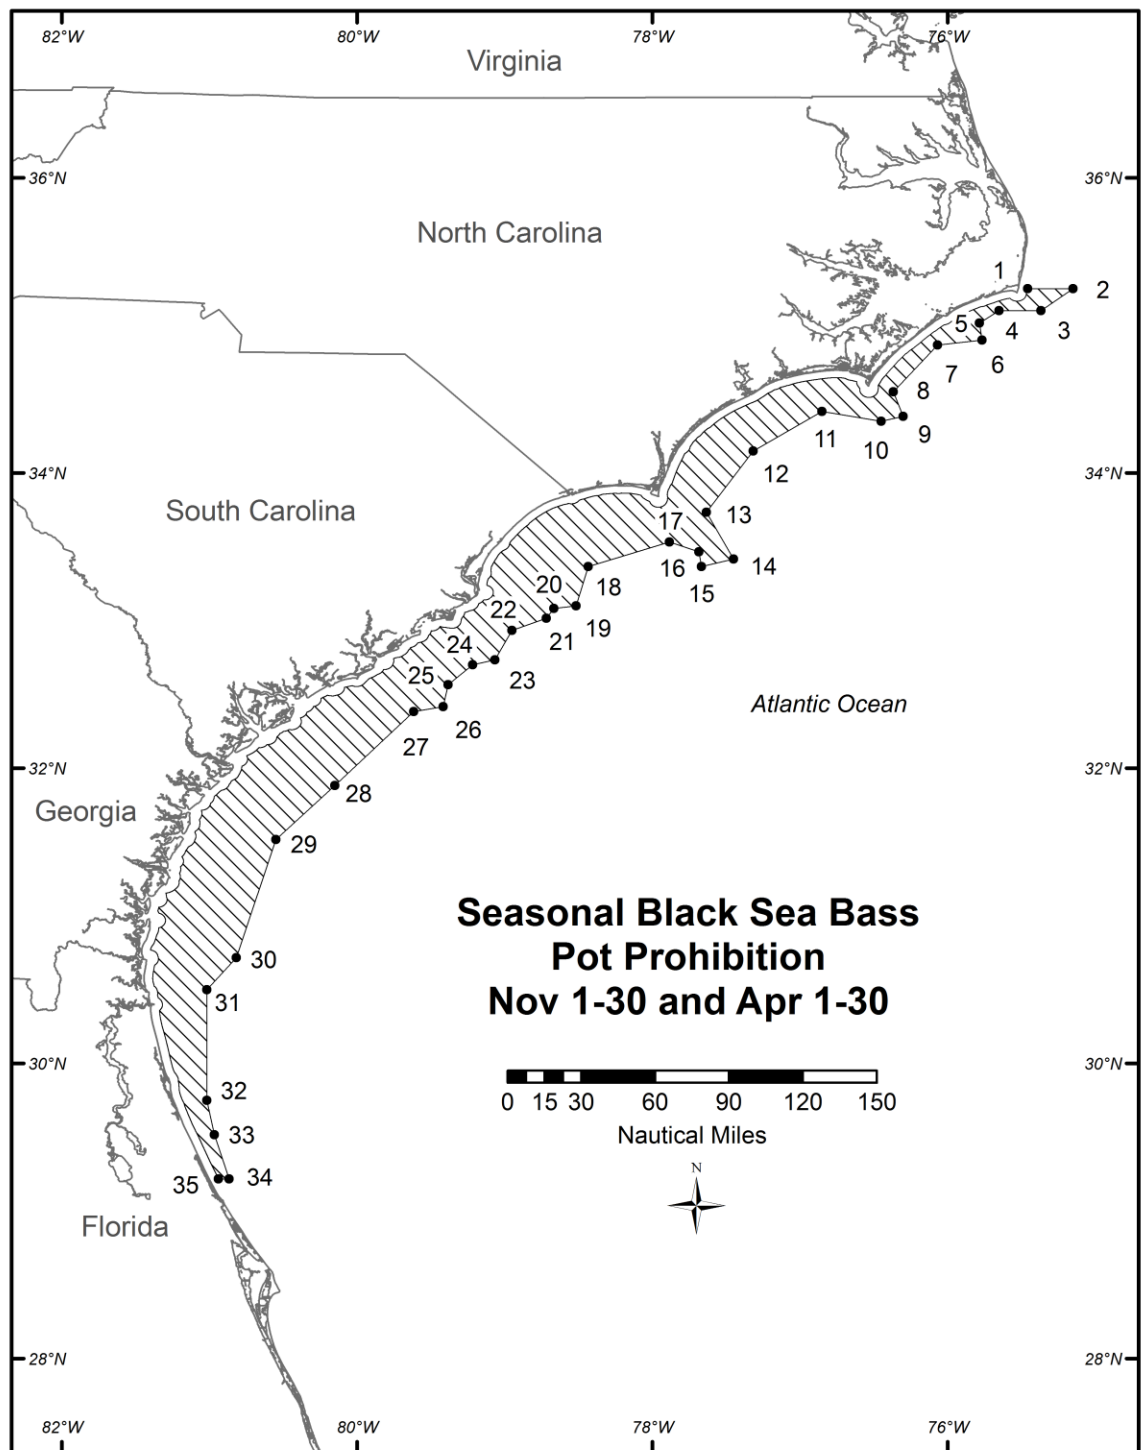 82°W 80°W 78°W 76°W
Virginia
36°N 36°N
North Carolina
1
2
3
4
5
6
7
8
9
10
11
12
34°N 34°N
South Carolina
13
17
14
16
15
18
20
19
22
21
24
23
25
26
Atlantic Ocean
27
32°N 32°N
28
Georgia
29
Seasonal Black Sea Bass
Pot Prohibition
Nov 1-30 and Apr 1-30
30
31
30°N 30°N
0 15 30 60 90 120 150
Nautical Miles
32
33
N
35
34
Florida
28°N 28°N
82°W 80°W 78°W 76°W